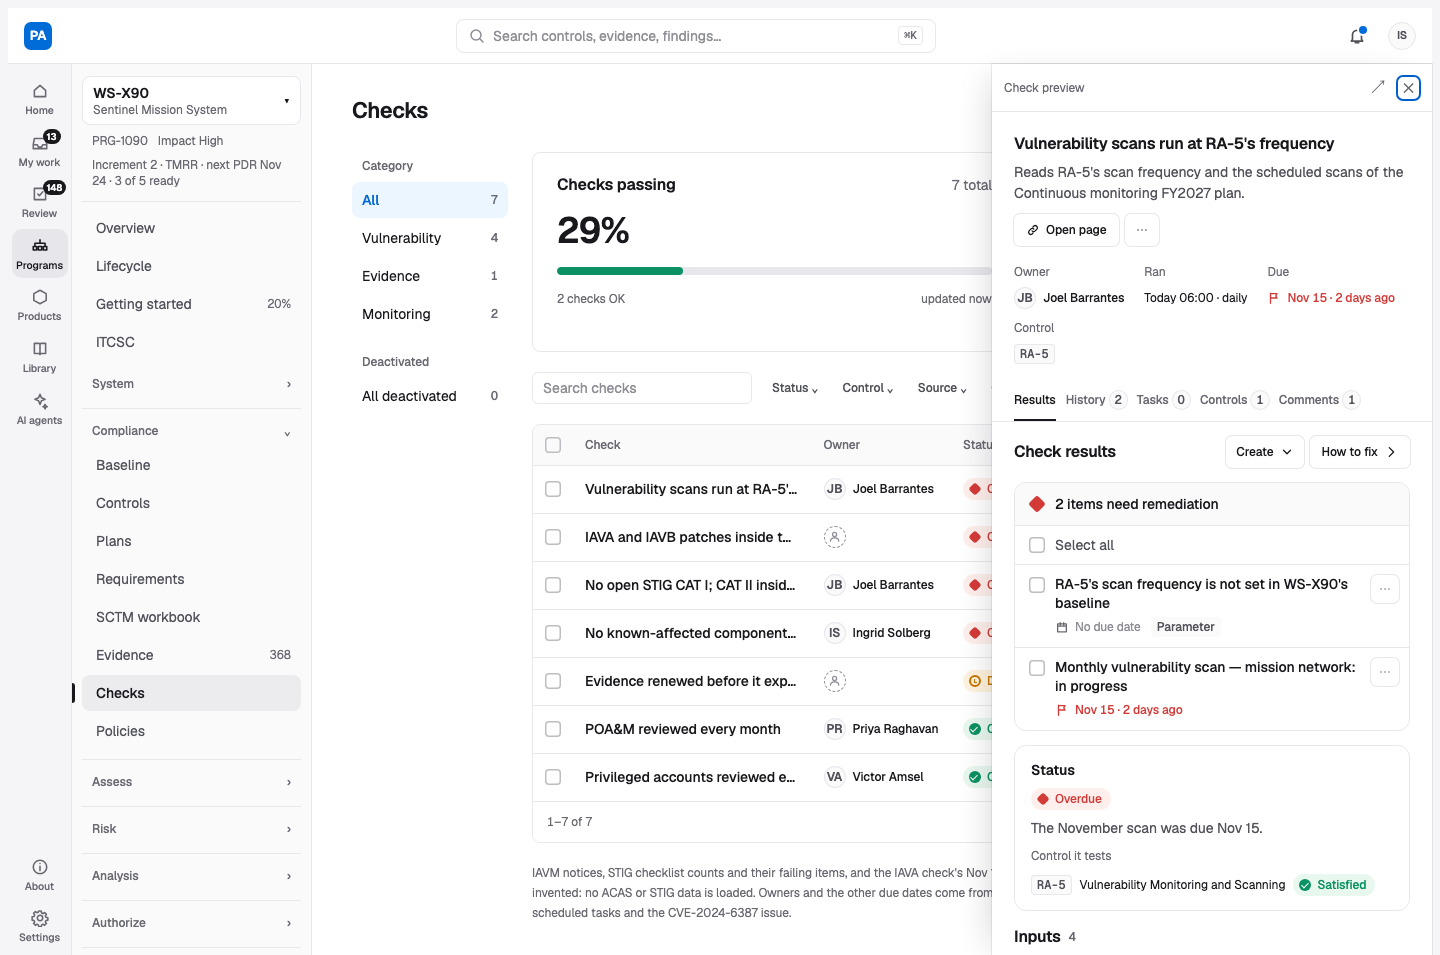 PA
Search controls, evidence, findings...
⌘K
IS
Home
13
My work
148
Review
Programs
Products
Library
AI agents
About
Settings
WS-X90
Sentinel Mission System
PRG-1090 Impact High
Increment 2 · TMRR · next PDR Nov
24 · 3 of 5 ready
Overview
Lifecycle
Getting started 20%
ITCSC
System
Compliance
Baseline
Controls
Plans
Requirements
SCTM workbook
Evidence 368
Checks
Policies
Assess
Risk
Analysis
Authorize
Checks
Category
All 7
Vulnerability 4
Evidence 1
Monitoring 2
Deactivated
All deactivated 0
Checks passing 7 total
29%
2 checks OK updated now
Search checks
Status Control Source
Check Owner
Vulnerability scans run at RA-5'... JB Joel Barrantes
IAVA and IAVB patches inside t...
No open STIG CAT I; CAT II insid... JB Joel Barrantes
No known-affected component... IS Ingrid Solberg
Evidence renewed before it exp...
POA&M reviewed every month PR Priya Raghavan
Privileged accounts reviewed e... VA Victor Amsel
1–7 of 7
IAVM notices, STIG checklist counts and their failing items, and the IAVA check's Nov
invented: no ACAS or STIG data is loaded. Owners and the other due dates come from
scheduled tasks and the CVE-2024-6387 issue.
Check preview
Vulnerability scans run at RA-5's frequency
Reads RA-5's scan frequency and the scheduled scans of the
Continuous monitoring FY2027 plan.
Open page ...
Owner Ran Due
JB Joel Barrantes Today 06:00 · daily Nov 15 · 2 days ago
Control
RA-5
Results History 2 Tasks 0 Controls 1 Comments 1
Check results Create How to fix
2 items need remediation
Select all
RA-5's scan frequency is not set in WS-X90's
baseline
...
No due date Parameter
Monthly vulnerability scan — mission network:
in progress
...
Nov 15 · 2 days ago
Status
Overdue
The November scan was due Nov 15.
Control it tests
RA-5 Vulnerability Monitoring and Scanning Satisfied
Inputs 4